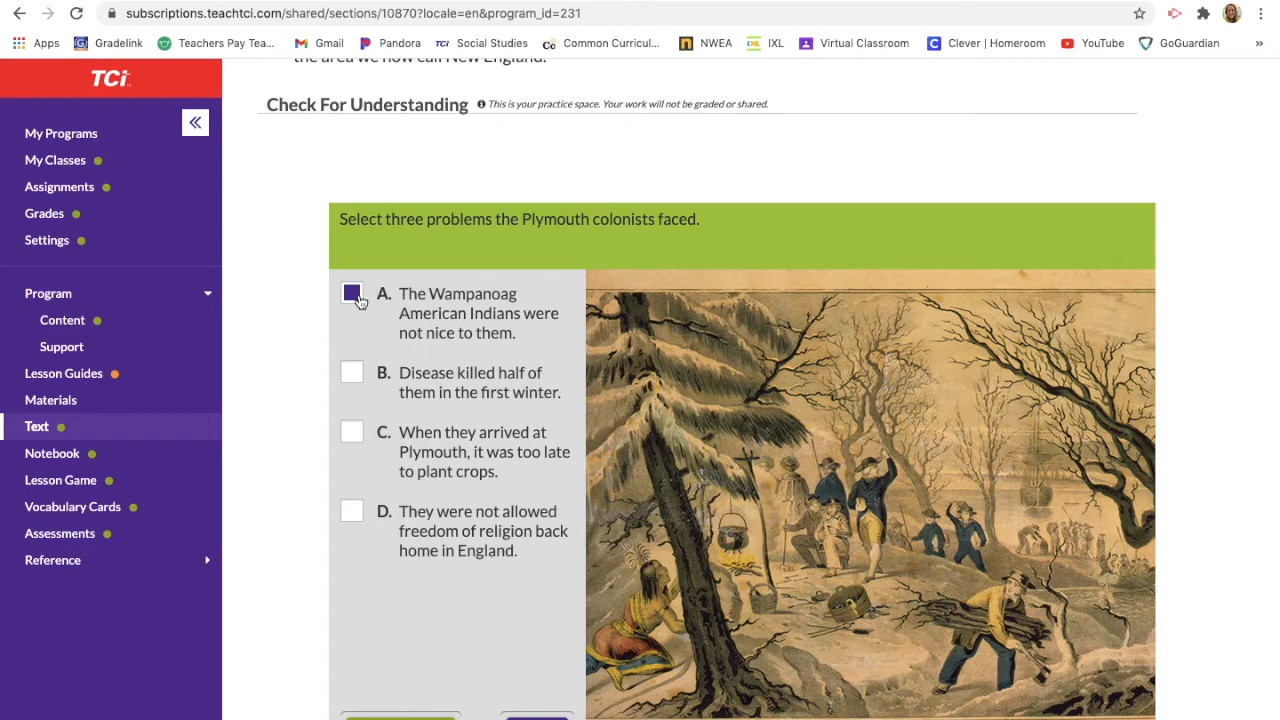 subscriptions.teachtci.com/shared/sections/10870?locale=en&program_id=231
Apps Gradelink Teachers Pay Tea... Gmail Pandora TCi Social Studies Cc Common Curricul... NWEA IXL Virtual Classroom Clever | Homeroom YouTube GoGuardian »
TCi
My Programs
My Classes
Assignments
Grades
Settings
Program
Content
Support
Lesson Guides
Materials
Text
Notebook
Lesson Game
Vocabulary Cards
Assessments
Reference
the area we now call New England.
Check For Understanding This is your practice space. Your work will not be graded or shared.
Select three problems the Plymouth colonists faced.
A. The Wampanoag
American Indians were
not nice to them.
B. Disease killed half of
them in the first winter.
C. When they arrived at
Plymouth, it was too late
to plant crops.
D. They were not allowed
freedom of religion back
home in England.